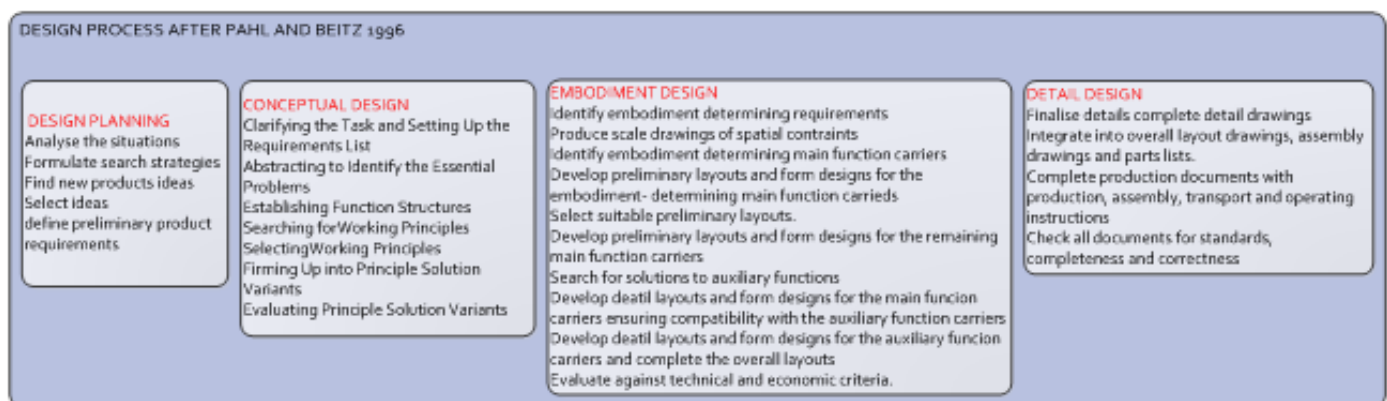 DESIGN PROCESS AFTER PAHL AND BEITZ 1996
DESIGN PLANNING
Analyse the situations
Formulate search strategies
Find new products ideas
Select ideas
define preliminary product
requirements
CONCEPTUAL DESIGN
Clarifying the Task and Setting Up the
Requirements List
Abstracting to Identify the Essential
Problems
Establishing Function Structures
Searching forWorking Principles
SelectingWorking Principles
Firming Up into Principle Solution
Variants
Evaluating Principle Solution Variants
EMBODIMENT DESIGN
Identify embodiment determining requirements
Produce scale drawings of spatial contraints
Identify embodiment determining main function carriers
Develop preliminary layouts and form designs for the
embodiment- determining main function carrieds
Select suitable preliminary layouts.
Develop preliminary layouts and form designs for the remaining
main function carriers
Search for solutions to auxiliary functions
Develop deatil layouts and form designs for the main funcion
carriers ensuring compatibility with the auxiliary function carriers
Develop deatil layouts and form designs for the auxiliary funcion
carriers and complete the overall layouts
Evaluate against technical and economic criteria.
DETAIL DESIGN
Finalise details complete detail drawings
Integrate into overall layout drawings, assembly
drawings and parts lists.
Complete production documents with
production, assembly, transport and operating
instructions
Check all documents for standards,
completeness and correctness